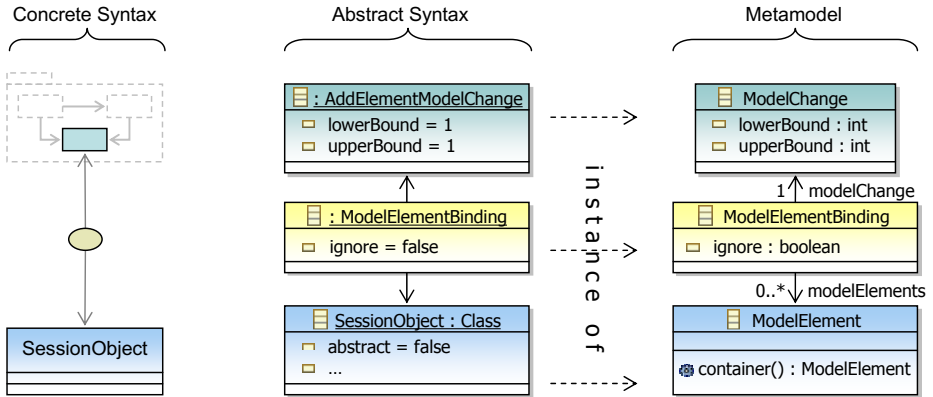 Concrete Syntax
Abstract Syntax
Metamodel
: AddElementModelChange
lowerBound = 1
upperBound = 1
ModelChange
lowerBound : int
upperBound : int
1 modelChange
: ModelElementBinding
ignore = false
ModelElementBinding
ignore : boolean
0..* modelElements
SessionObject
SessionObject : Class
abstract = false
...
ModelElement
container() : ModelElement
instance of